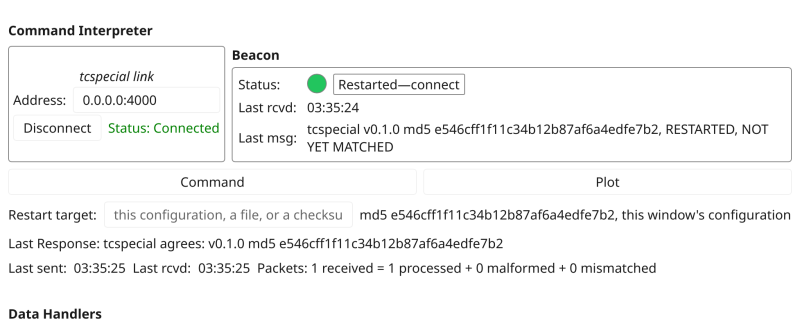 Command Interpreter
Beacon
tcspecial link
Address: 0.0.0.0:4000
Disconnect Status: Connected
Status: Restarted—connect
Last rcvd: 03:35:24
Last msg: tcspecial v0.1.0 md5 e546cff1f11c34b12b87af6a4edfe7b2, RESTARTED, NOT
YET MATCHED
Command Plot
Restart target: this configuration, a file, or a checksu md5 e546cff1f11c34b12b87af6a4edfe7b2, this window's configuration
Last Response: tcspecial agrees: v0.1.0 md5 e546cff1f11c34b12b87af6a4edfe7b2
Last sent: 03:35:25 Last rcvd: 03:35:25 Packets: 1 received = 1 processed + 0 malformed + 0 mismatched
Data Handlers